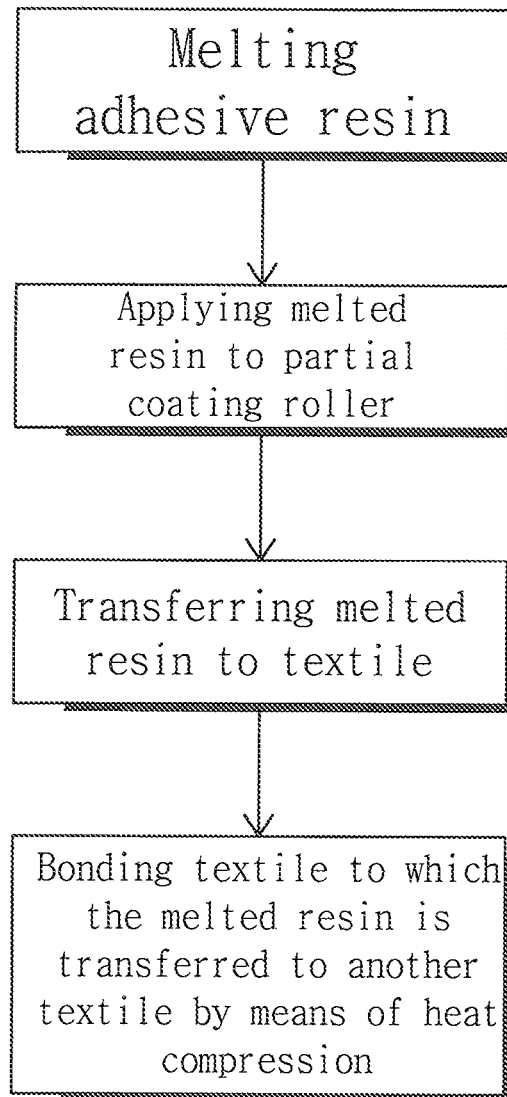 Melting
adhesive resin
Applying melted
resin to partial
coating roller
Transferring melted
resin to textile
Bonding textile to which
the melted resin is
transferred to another
textile by means of heat
compression